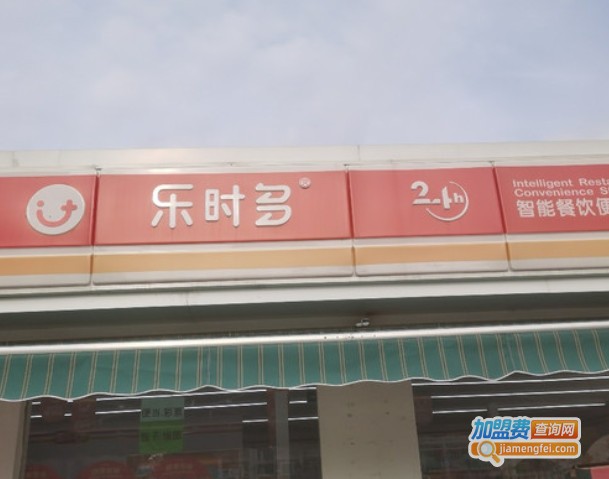 乐时多®
24h
Intelligent Resta
Convenience S
智能餐饮便
加盟费查询网
jiamengfei.com